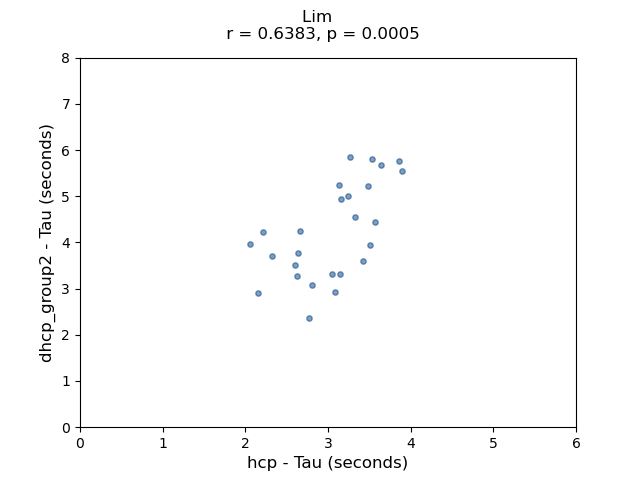 Lim
r = 0.6383, p = 0.0005
8
7
6
5
4
3
2
1
0
dhcp_group2 - Tau (seconds)
0 1 2 3 4 5 6
hcp - Tau (seconds)